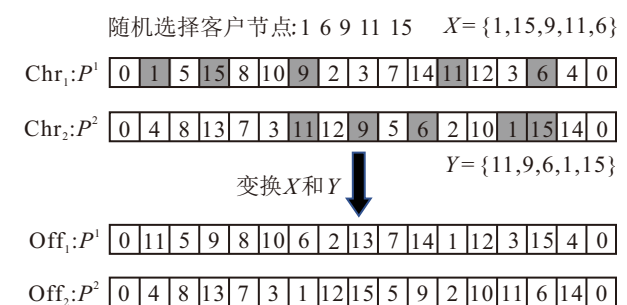 随机选择客户节点:1 6 9 11 15 X={1,15,9,11,6}
Chr₁:P¹ 0 1 5 15 8 10 9 2 3 7 14 11 12 3 6 4 0
Chr₂:P² 0 4 8 13 7 3 11 12 9 5 6 2 10 1 15 14 0
Y={11,9,6,1,15}
变换X和Y
Off₁:P¹ 0 11 5 9 8 10 6 2 13 7 14 1 12 3 15 4 0
Off₂:P² 0 4 8 13 7 3 1 12 15 5 9 2 10 11 6 14 0